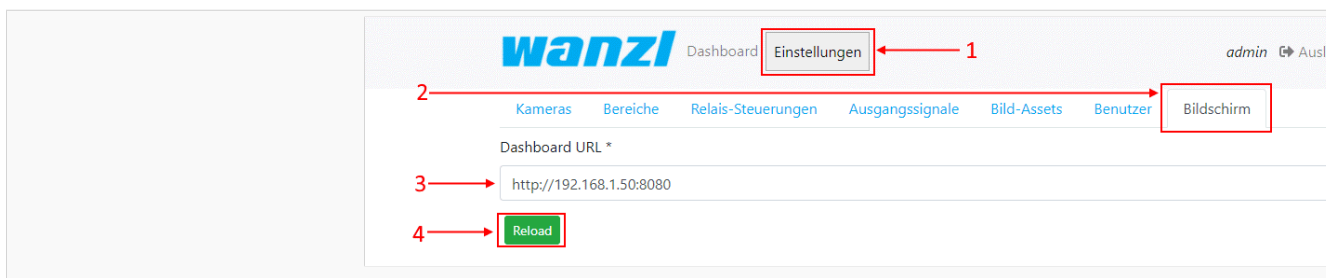 wanzl Dashboard Einstellungen 1 admin Ausl
2
Kameras Bereiche Relais-Steuerungen Ausgangssignale Bild-Assets Benutzer Bildschirm
Dashboard URL *
3 http://192.168.1.50:8080
4 Reload